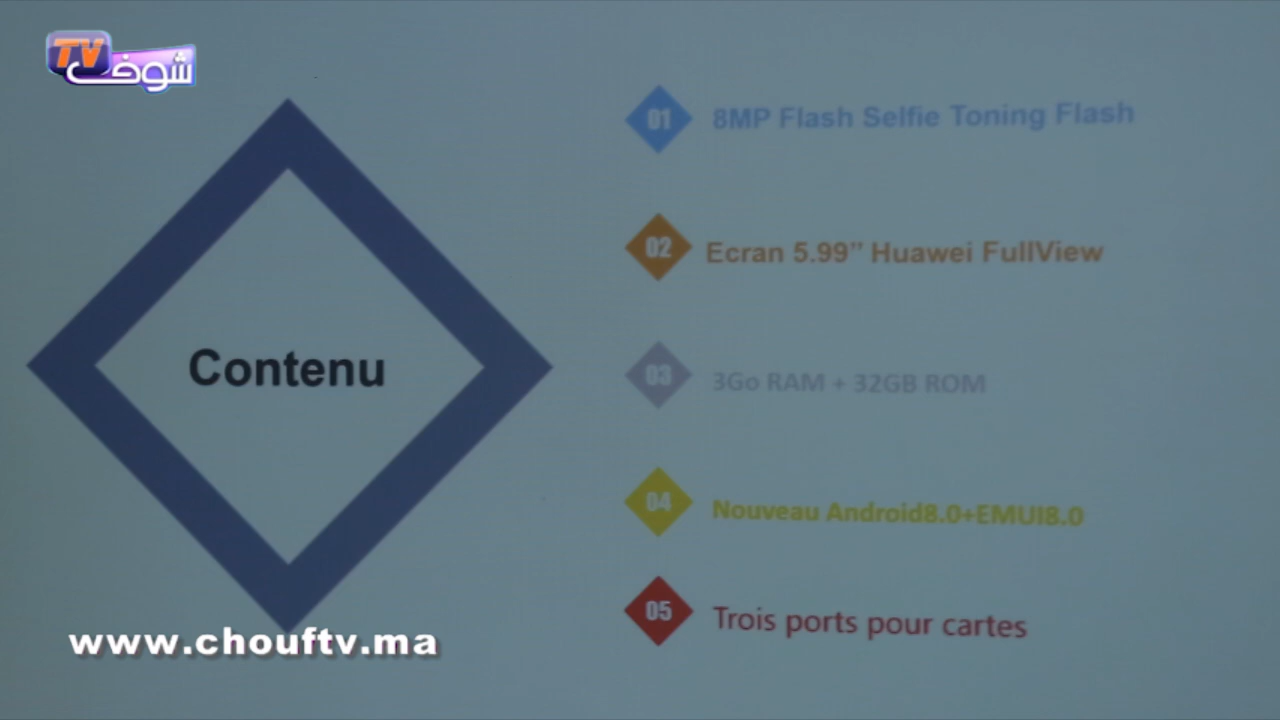 TV
شوف
01 8MP Flash Selfie Toning Flash
02 Ecran 5.99” Huawei FullView
03 3Go RAM + 32GB ROM
Contenu
04 Nouveau Android8.0+EMUI8.0
05 Trois ports pour cartes
www.chouftv.ma